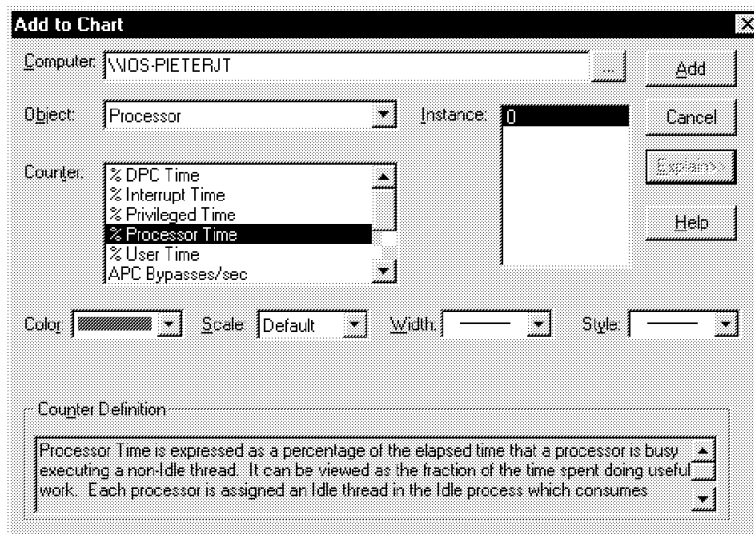 Add to Chart
Computer: \\IOS-PIETERJT ... Add
Object: Processor Instance: 0 Cancel
Counter: % DPC Time Explain>>
% Interrupt Time
% Privileged Time
% Processor Time Help
% User Time
APC Bypasses/sec
Color Scale: Default Width: Style:
Counter Definition
Processor Time is expressed as a percentage of the elapsed time that a processor is busy
executing a non-Idle thread. It can be viewed as the fraction of the time spent doing useful
work. Each processor is assigned an Idle thread in the Idle process which consumes